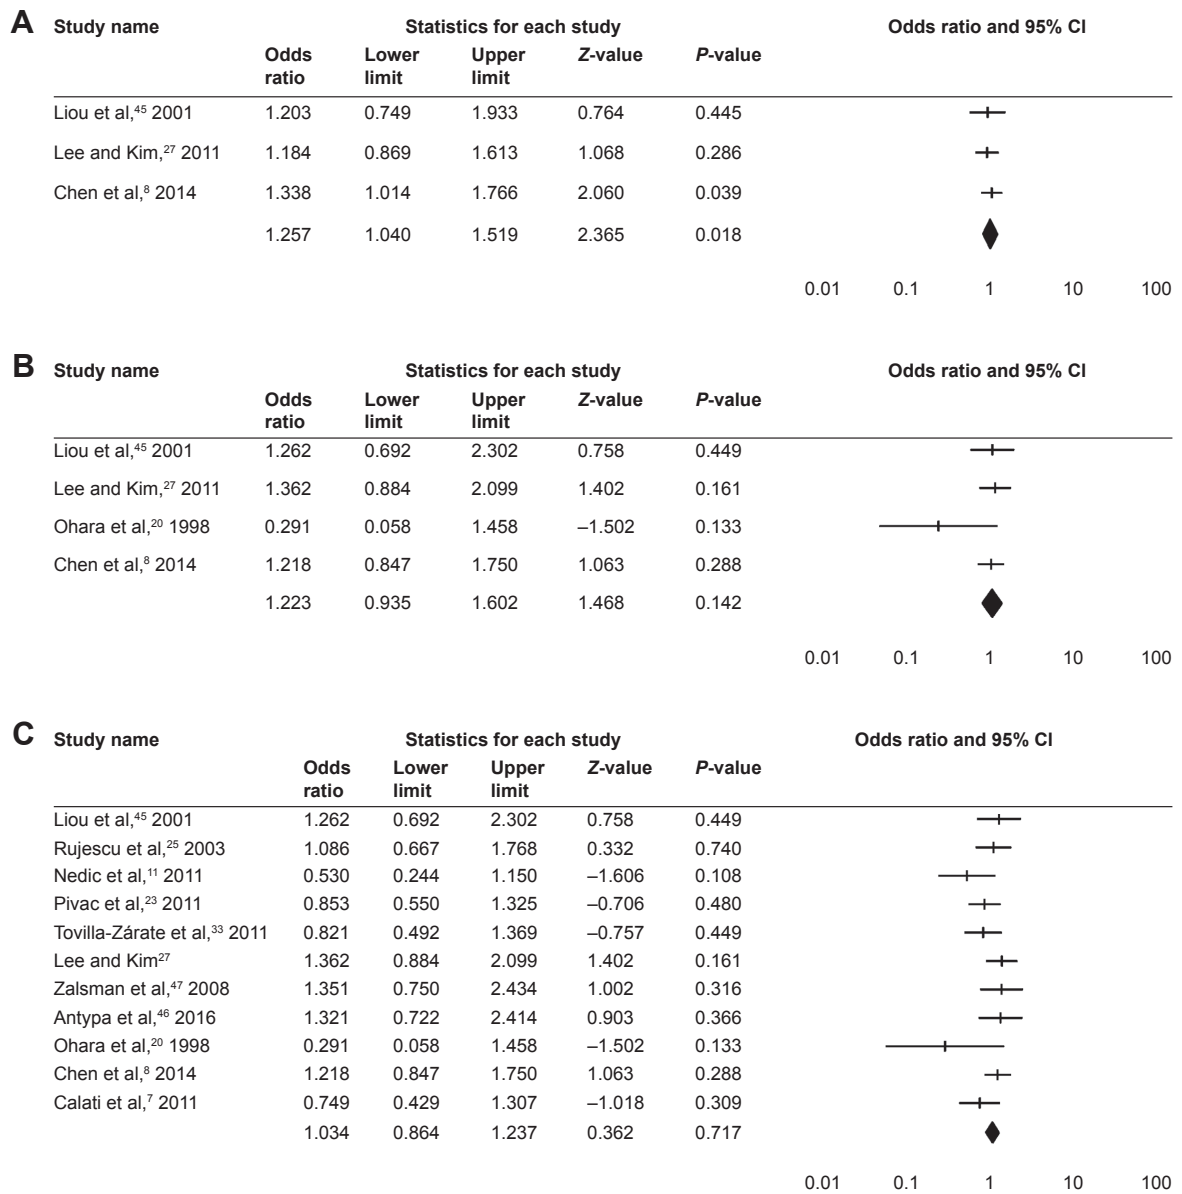 A Study name Statistics for each study Odds ratio and 95% CI
Odds ratio Lower limit Upper limit Z-value P-value
Liou et al,45 2001 1.203 0.749 1.933 0.764 0.445
Lee and Kim,27 2011 1.184 0.869 1.613 1.068 0.286
Chen et al,8 2014 1.338 1.014 1.766 2.060 0.039
1.257 1.040 1.519 2.365 0.018
0.01 0.1 1 10 100
B Study name Statistics for each study Odds ratio and 95% CI
Odds ratio Lower limit Upper limit Z-value P-value
Liou et al,45 2001 1.262 0.692 2.302 0.758 0.449
Lee and Kim,27 2011 1.362 0.884 2.099 1.402 0.161
Ohara et al,20 1998 0.291 0.058 1.458 –1.502 0.133
Chen et al,8 2014 1.218 0.847 1.750 1.063 0.288
1.223 0.935 1.602 1.468 0.142
0.01 0.1 1 10 100
C Study name Statistics for each study Odds ratio and 95% CI
Odds ratio Lower limit Upper limit Z-value P-value
Liou et al,45 2001 1.262 0.692 2.302 0.758 0.449
Rujescu et al,25 2003 1.086 0.667 1.768 0.332 0.740
Nedic et al,11 2011 0.530 0.244 1.150 –1.606 0.108
Pivac et al,23 2011 0.853 0.550 1.325 –0.706 0.480
Tovilla-Zárate et al,33 2011 0.821 0.492 1.369 –0.757 0.449
Lee and Kim27 1.362 0.884 2.099 1.402 0.161
Zalsman et al,47 2008 1.351 0.750 2.434 1.002 0.316
Antypa et al,46 2016 1.321 0.722 2.414 0.903 0.366
Ohara et al,20 1998 0.291 0.058 1.458 –1.502 0.133
Chen et al,8 2014 1.218 0.847 1.750 1.063 0.288
Calati et al,7 2011 0.749 0.429 1.307 –1.018 0.309
1.034 0.864 1.237 0.362 0.717
0.01 0.1 1 10 100